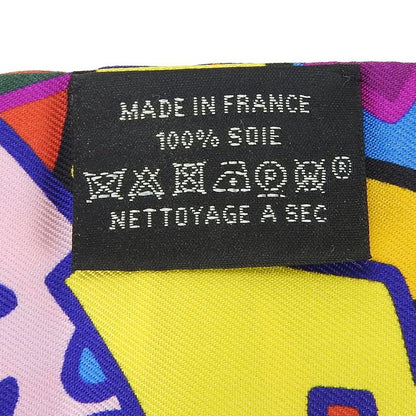 MADE IN FRANCE
100% SOIE
P ®
NETTOYAGE A SEC